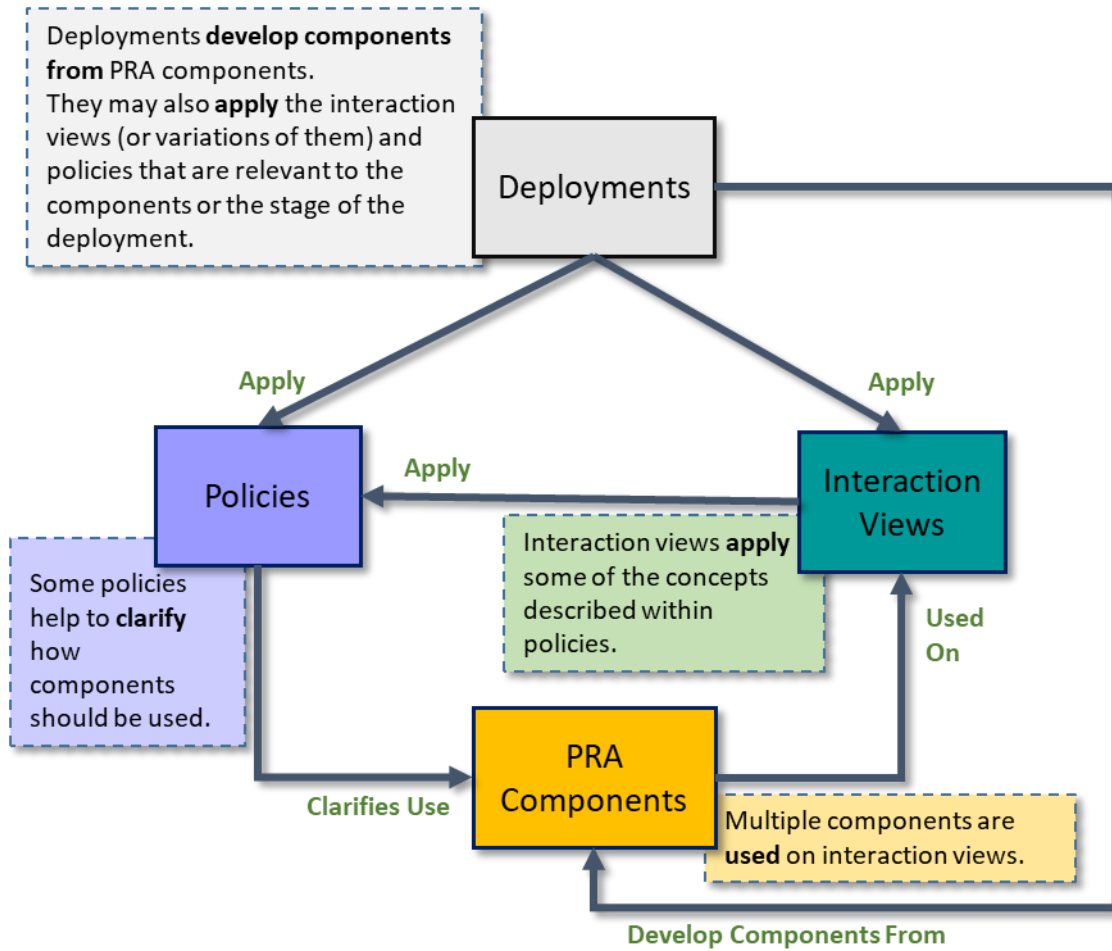 Deployments develop components
from PRA components.
They may also apply the interaction
views (or variations of them) and
policies that are relevant to the
components or the stage of the
deployment.
Deployments
Apply
Apply
Policies
Apply
Interaction
Views
Some policies
help to clarify
how
components
should be used.
Interaction views apply
some of the concepts
described within
policies.
Used
On
PRA
Components
Clarifies Use
Multiple components are
used on interaction views.
Develop Components From